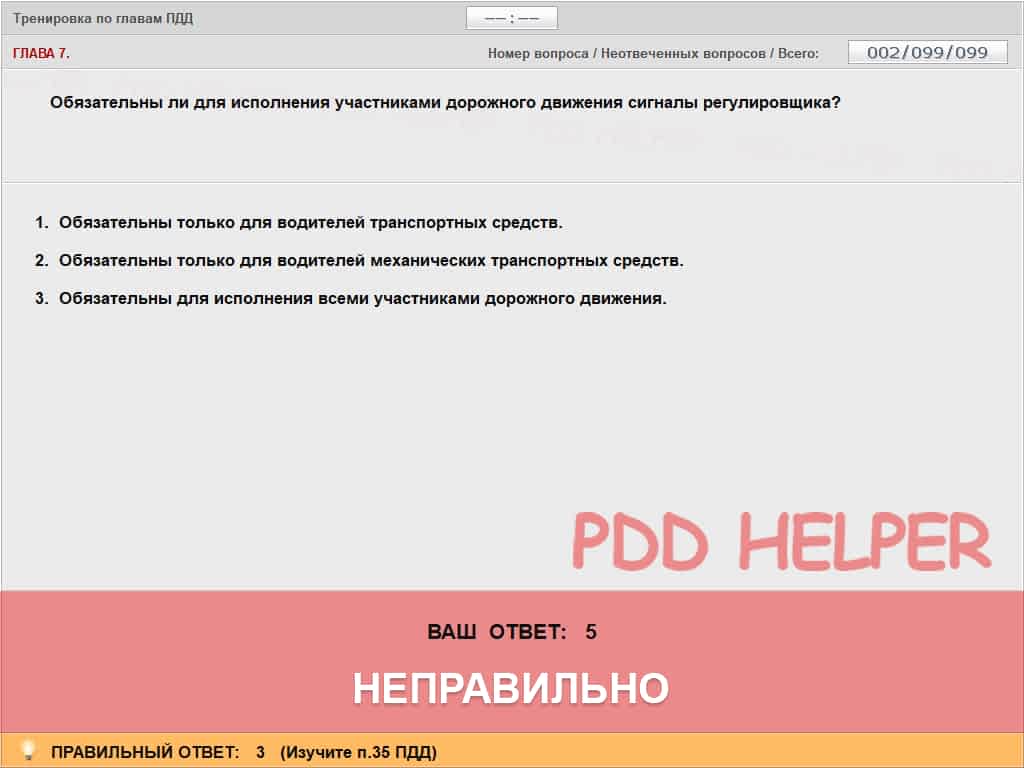 Тренировка по главам ПДД
–– : ––
ГЛАВА 7.
Номер вопроса / Неотвеченных вопросов / Всего: 002/099/099
Обязательны ли для исполнения участниками дорожного движения сигналы регулировщика?
1. Обязательны только для водителей транспортных средств.
2. Обязательны только для водителей механических транспортных средств.
3. Обязательны для исполнения всеми участниками дорожного движения.
PDD HELPER
ВАШ ОТВЕТ: 5
НЕПРАВИЛЬНО
ПРАВИЛЬНЫЙ ОТВЕТ: 3 (Изучите п.35 ПДД)